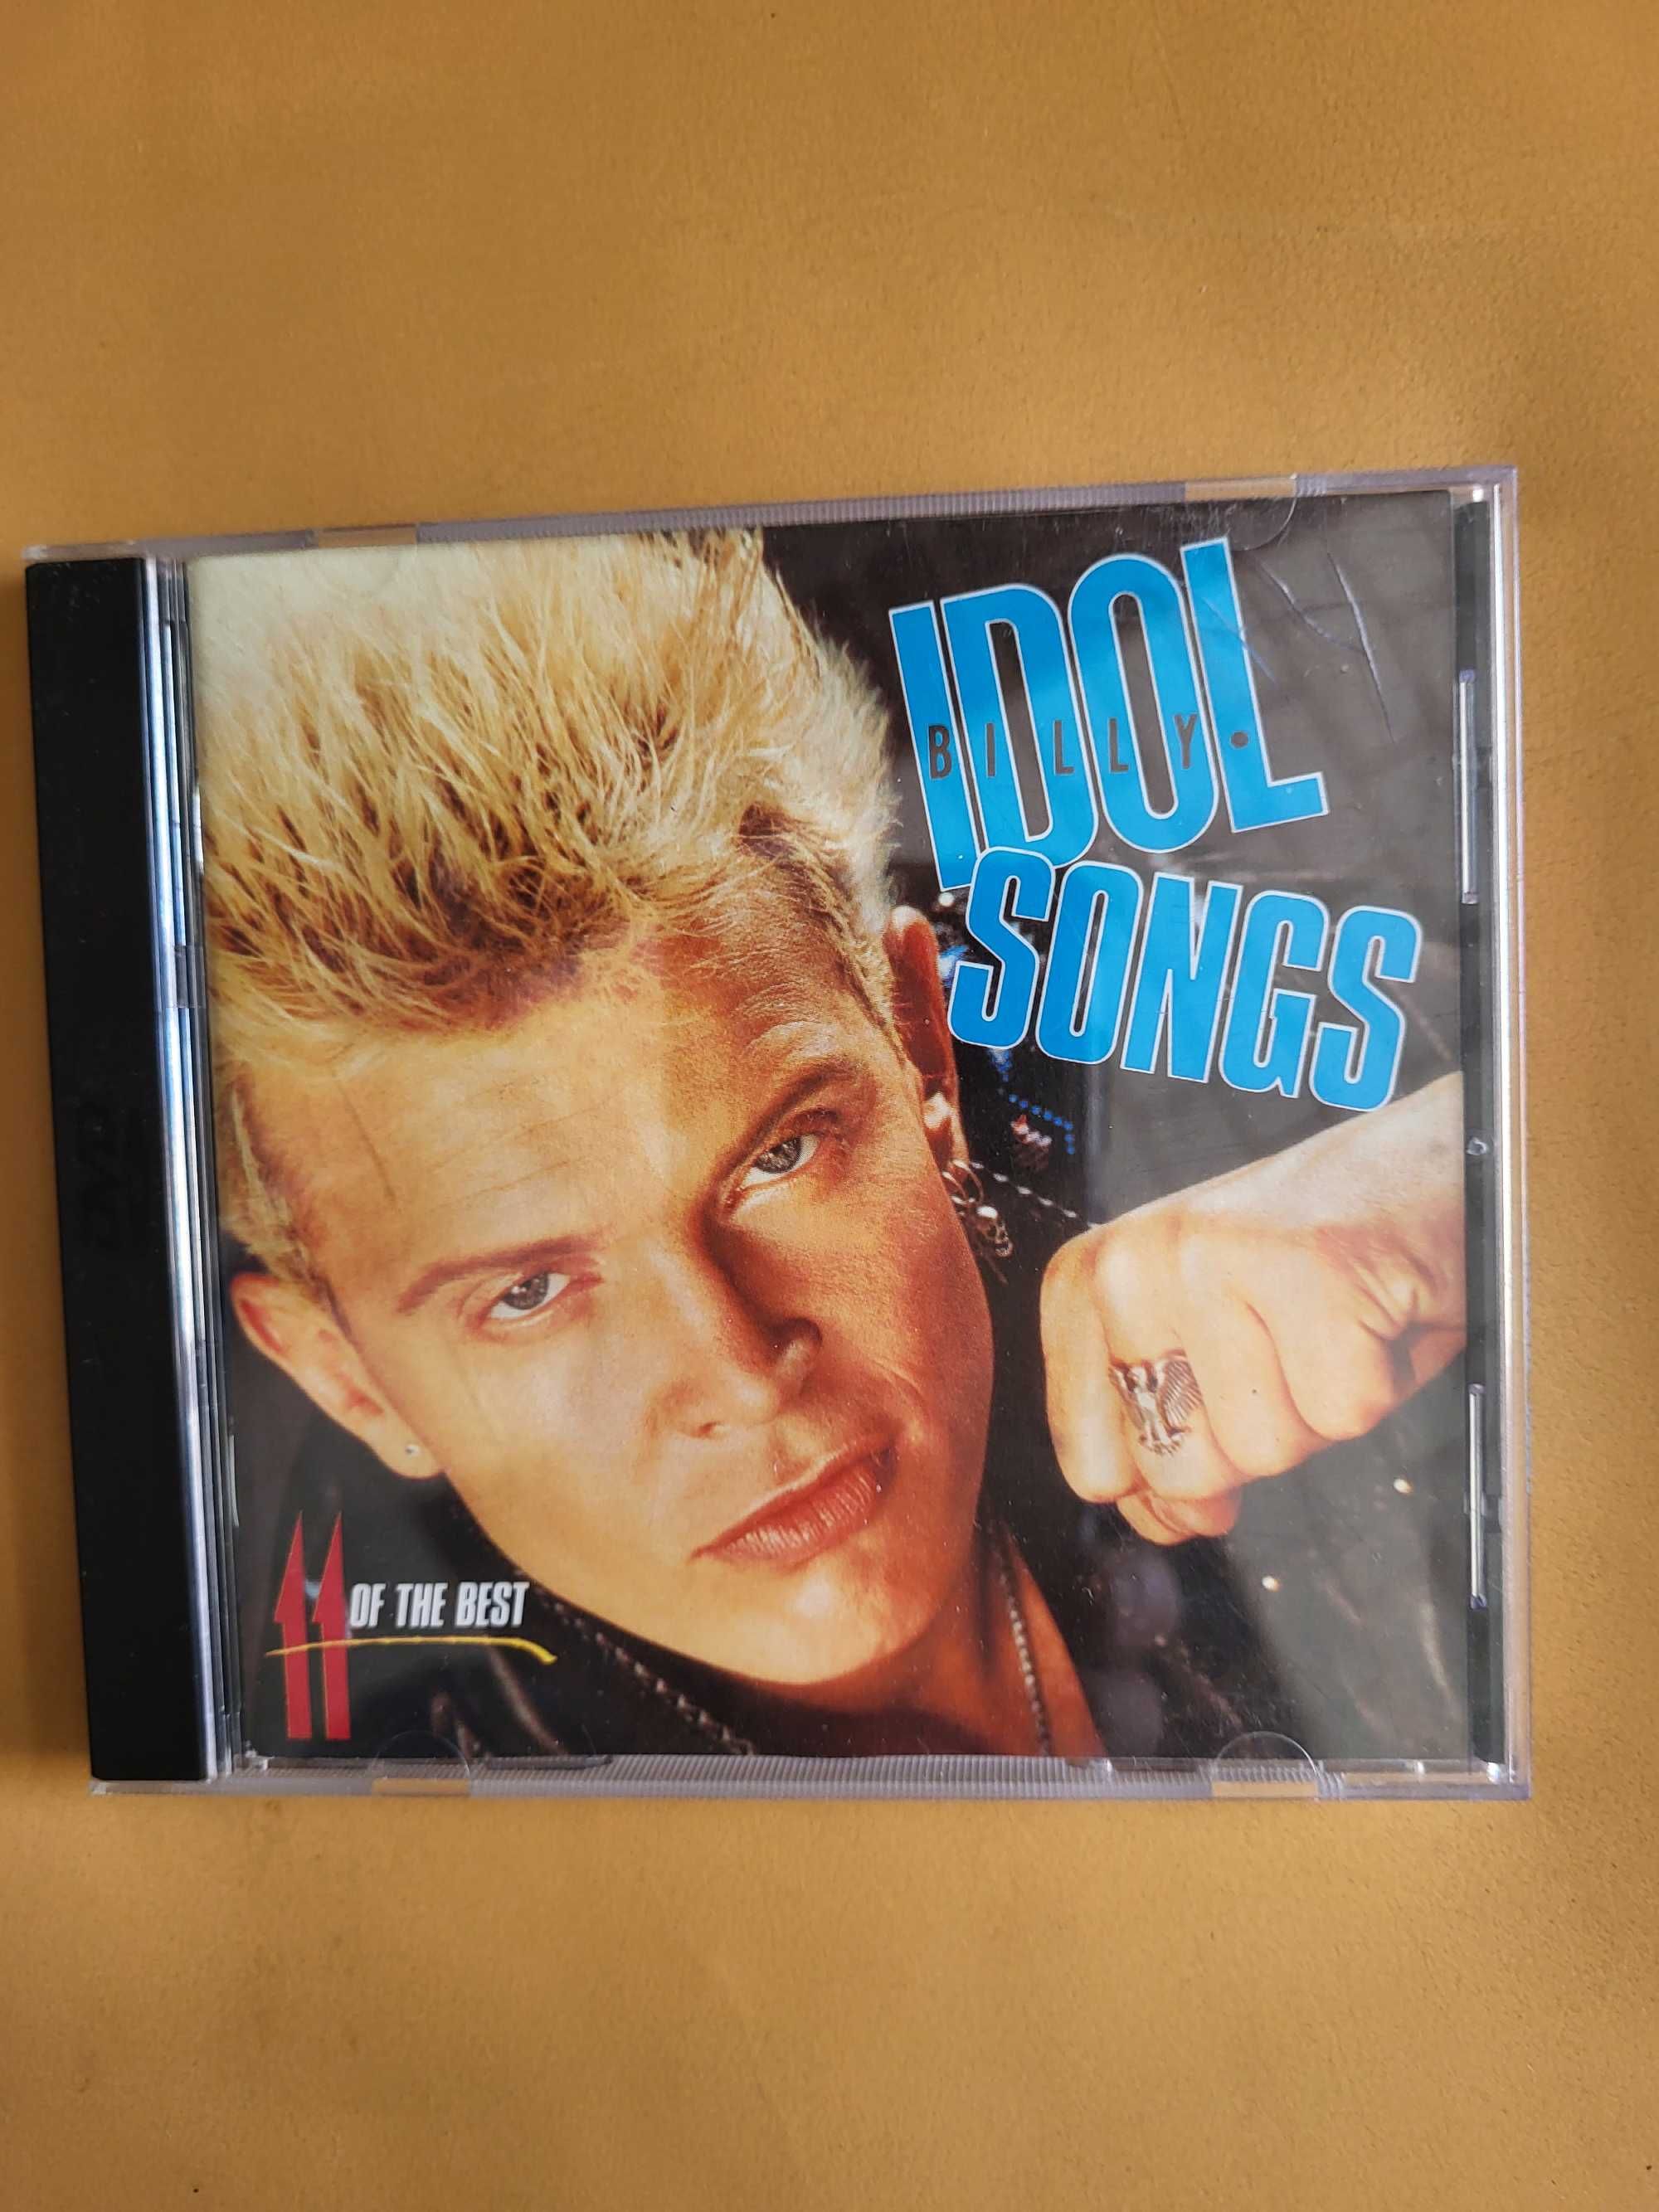 IDOL
BILLY.
SONGS
11 OF THE BEST